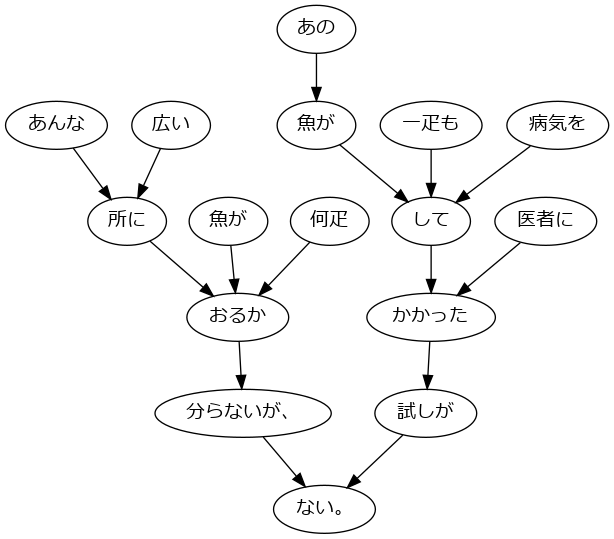 あの
あんな 広い 魚が 一疋も 病気を
所に 魚が 何疋 して 医者に
おるか かかった
分らないが、 試しが
ない。